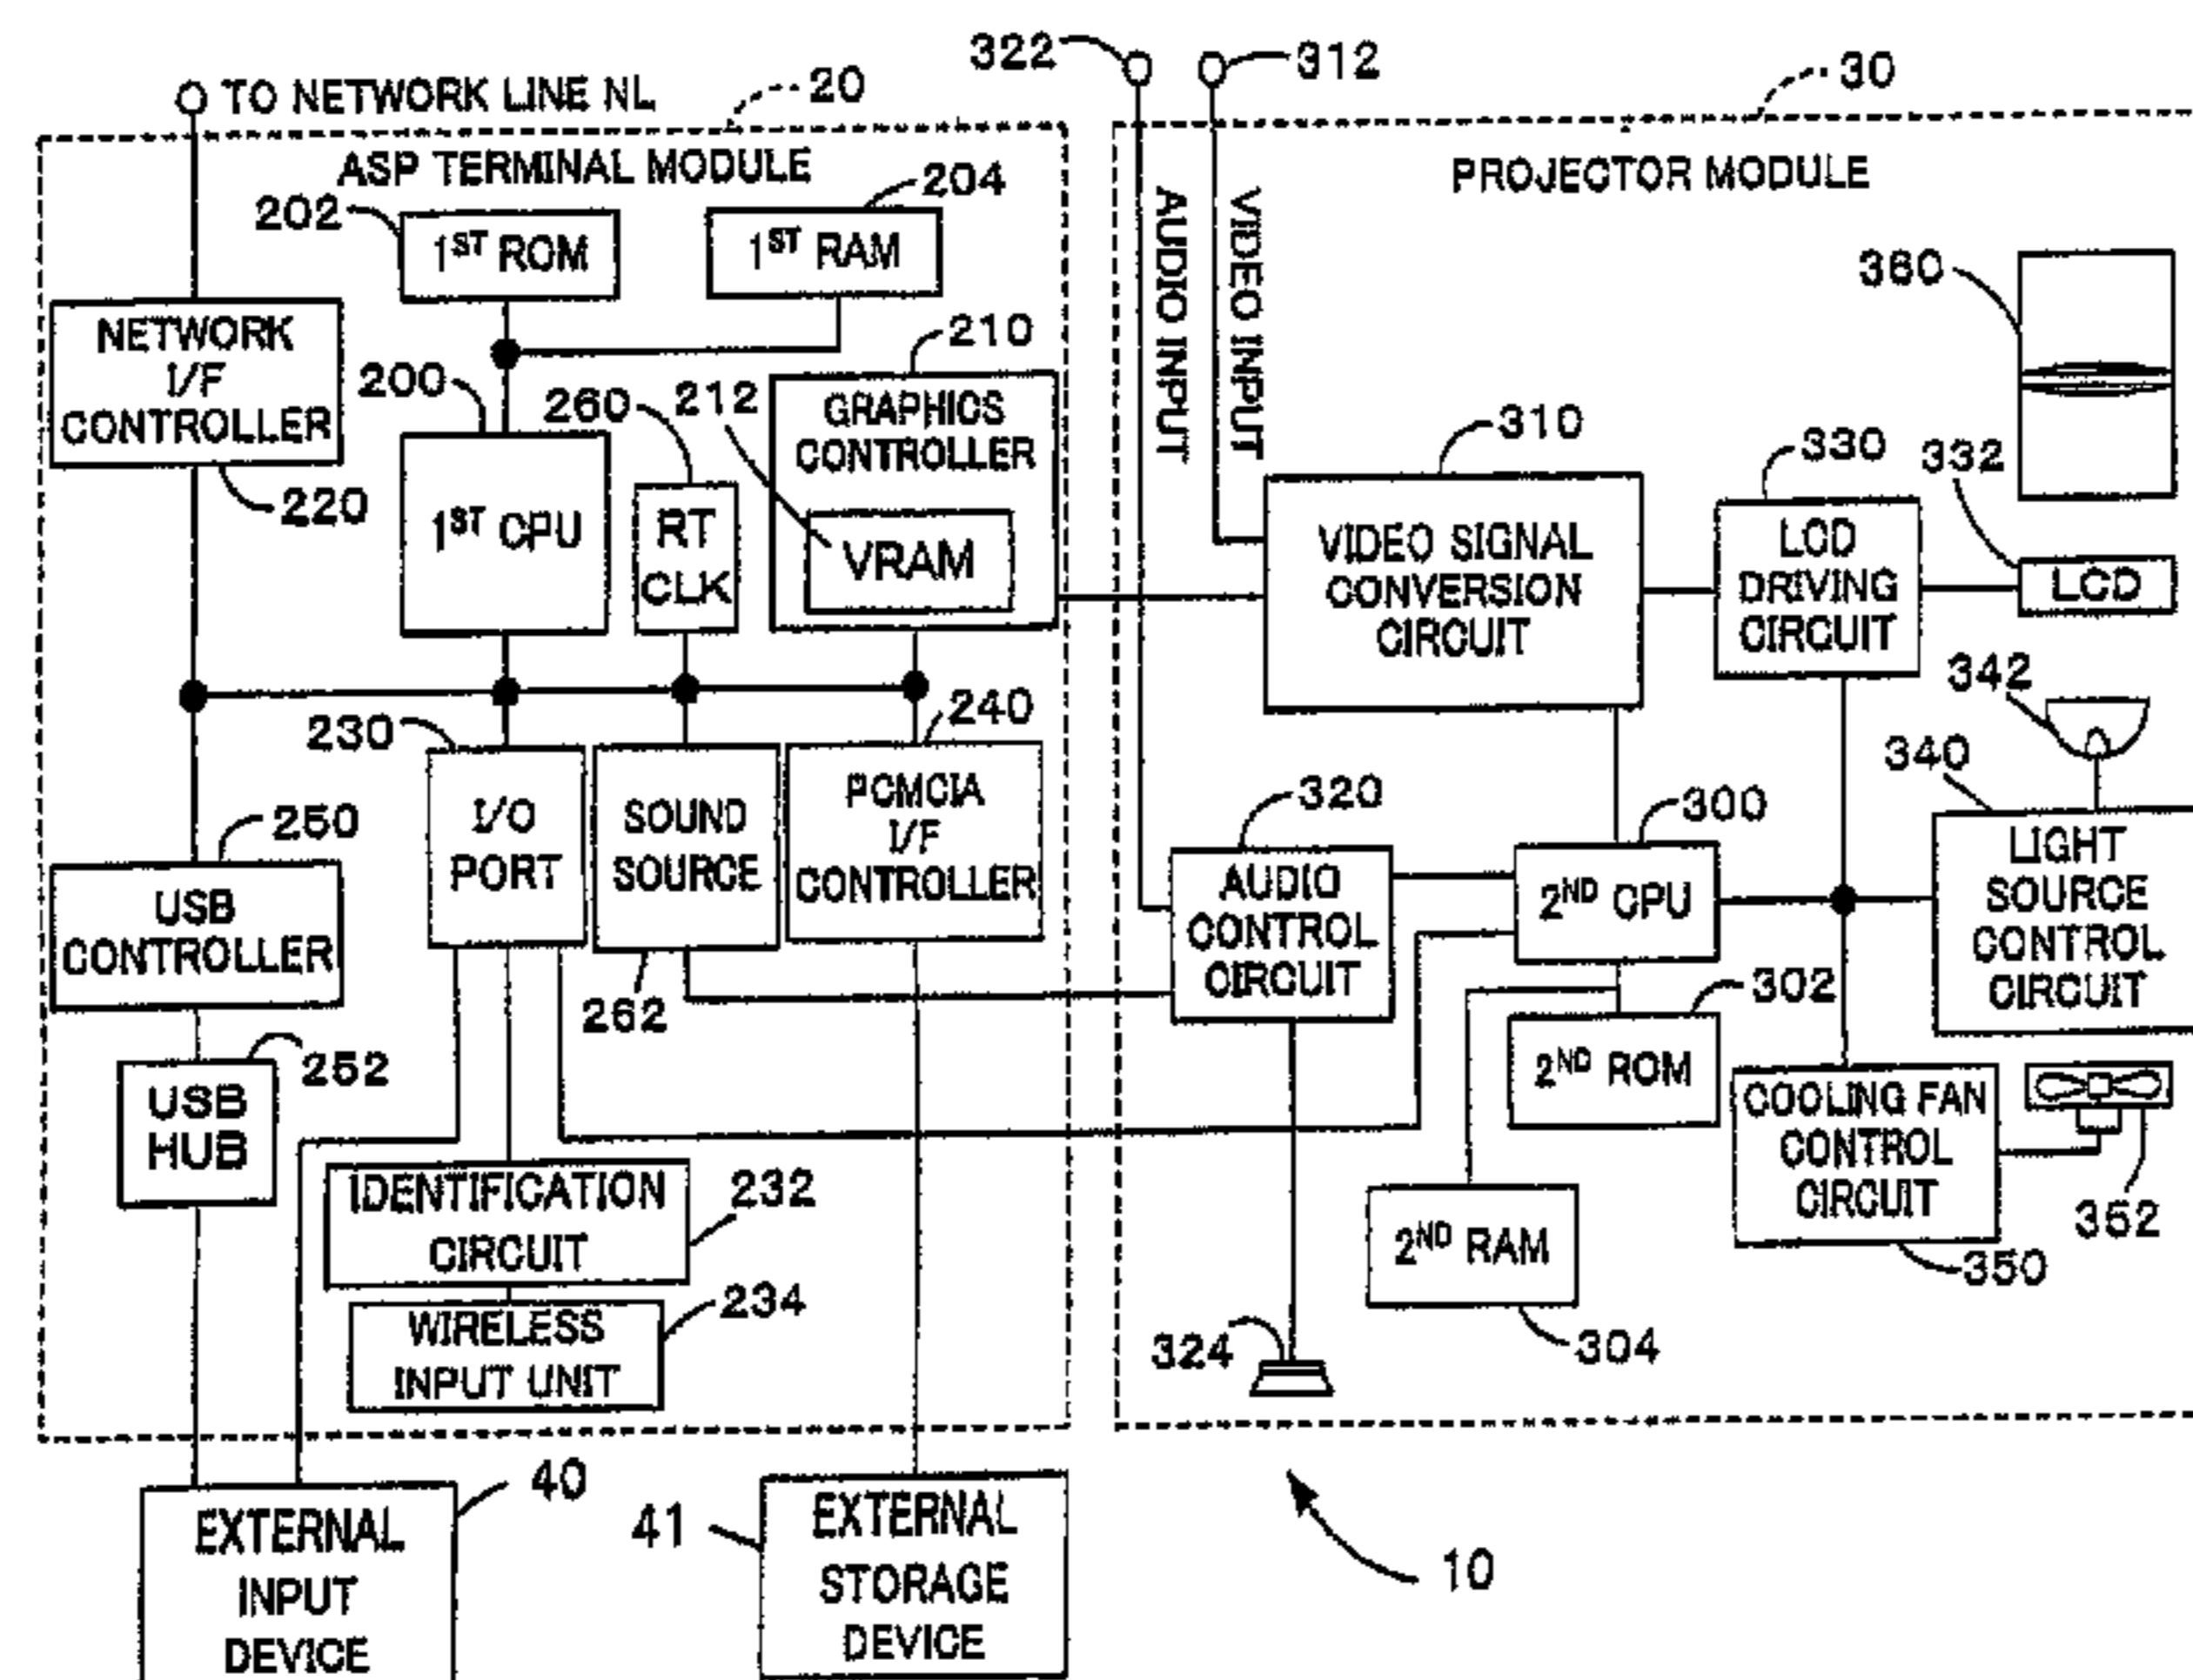 322
312
TO NETWORK LINE NL
20
30
ASP TERMINAL MODULE
PROJECTOR MODULE
202
1ST ROM
204
1ST RAM
AUDIO INPUT
VIDEO INPUT
360
NETWORK
I/F
CONTROLLER
220
200
1ST CPU
260
RT
CLK
210
212
GRAPHICS
CONTROLLER
VRAM
310
VIDEO SIGNAL
CONVERSION
CIRCUIT
330
LCD
DRIVING
CIRCUIT
332
LCD
342
230
I/O
PORT
SOUND
SOURCE
262
240
PCMCIA
I/F
CONTROLLER
250
USB
CONTROLLER
252
USB
HUB
320
AUDIO
CONTROL
CIRCUIT
300
2ND CPU
340
LIGHT
SOURCE
CONTROL
CIRCUIT
302
2ND ROM
COOLING FAN
CONTROL
CIRCUIT
350
352
IDENTIFICATION
CIRCUIT
232
WIRELESS
INPUT UNIT
234
2ND RAM
304
324
40
EXTERNAL
INPUT
DEVICE
41
EXTERNAL
STORAGE
DEVICE
10